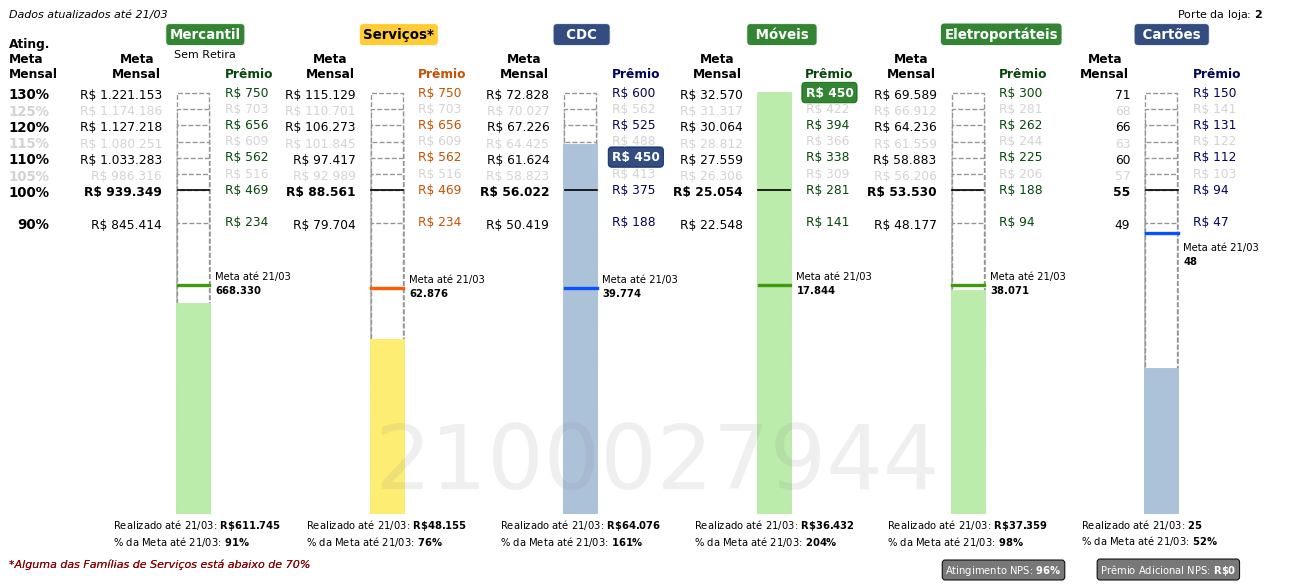 Dados atualizados até 21/03
Porte da loja: 2
Mercantil Serviços* CDC Móveis Eletroportáteis Cartões
Sem Retira
Ating. Meta Mensal
Meta Mensal Prêmio Meta Mensal Prêmio Meta Mensal Prêmio Meta Mensal Prêmio Meta Mensal Prêmio Meta Mensal Prêmio
130% R$ 1.221.153 R$ 750 R$ 115.129 R$ 750 R$ 72.828 R$ 600 R$ 32.570 R$ 450 R$ 69.589 R$ 300 71 R$ 150
125% R$ 1.174.186 R$ 703 R$ 110.701 R$ 703 R$ 70.027 R$ 562 R$ 31.317 R$ 422 R$ 66.912 R$ 281 68 R$ 141
120% R$ 1.127.218 R$ 656 R$ 106.273 R$ 656 R$ 67.226 R$ 525 R$ 30.064 R$ 394 R$ 64.236 R$ 262 66 R$ 131
115% R$ 1.080.251 R$ 609 R$ 101.845 R$ 609 R$ 64.425 R$ 488 R$ 28.812 R$ 366 R$ 61.559 R$ 244 63 R$ 122
110% R$ 1.033.283 R$ 562 R$ 97.417 R$ 562 R$ 61.624 R$ 450 R$ 27.559 R$ 338 R$ 58.883 R$ 225 60 R$ 112
105% R$ 986.316 R$ 516 R$ 92.989 R$ 516 R$ 58.823 R$ 413 R$ 26.306 R$ 309 R$ 56.206 R$ 206 57 R$ 103
100% R$ 939.349 R$ 469 R$ 88.561 R$ 469 R$ 56.022 R$ 375 R$ 25.054 R$ 281 R$ 53.530 R$ 188 55 R$ 94
90% R$ 845.414 R$ 234 R$ 79.704 R$ 234 R$ 50.419 R$ 188 R$ 22.548 R$ 141 R$ 48.177 R$ 94 49 R$ 47
Meta até 21/03
668.330
Meta até 21/03
62.876
Meta até 21/03
39.774
Meta até 21/03
17.844
Meta até 21/03
38.071
Meta até 21/03
48
2100027944
Realizado até 21/03: R$611.745
% da Meta até 21/03: 91%
Realizado até 21/03: R$48.155
% da Meta até 21/03: 76%
Realizado até 21/03: R$64.076
% da Meta até 21/03: 161%
Realizado até 21/03: R$36.432
% da Meta até 21/03: 204%
Realizado até 21/03: R$37.359
% da Meta até 21/03: 98%
Realizado até 21/03: 25
% da Meta até 21/03: 52%
*Alguma das Famílias de Serviços está abaixo de 70%
Atingimento NPS: 96%
Prêmio Adicional NPS: R$0